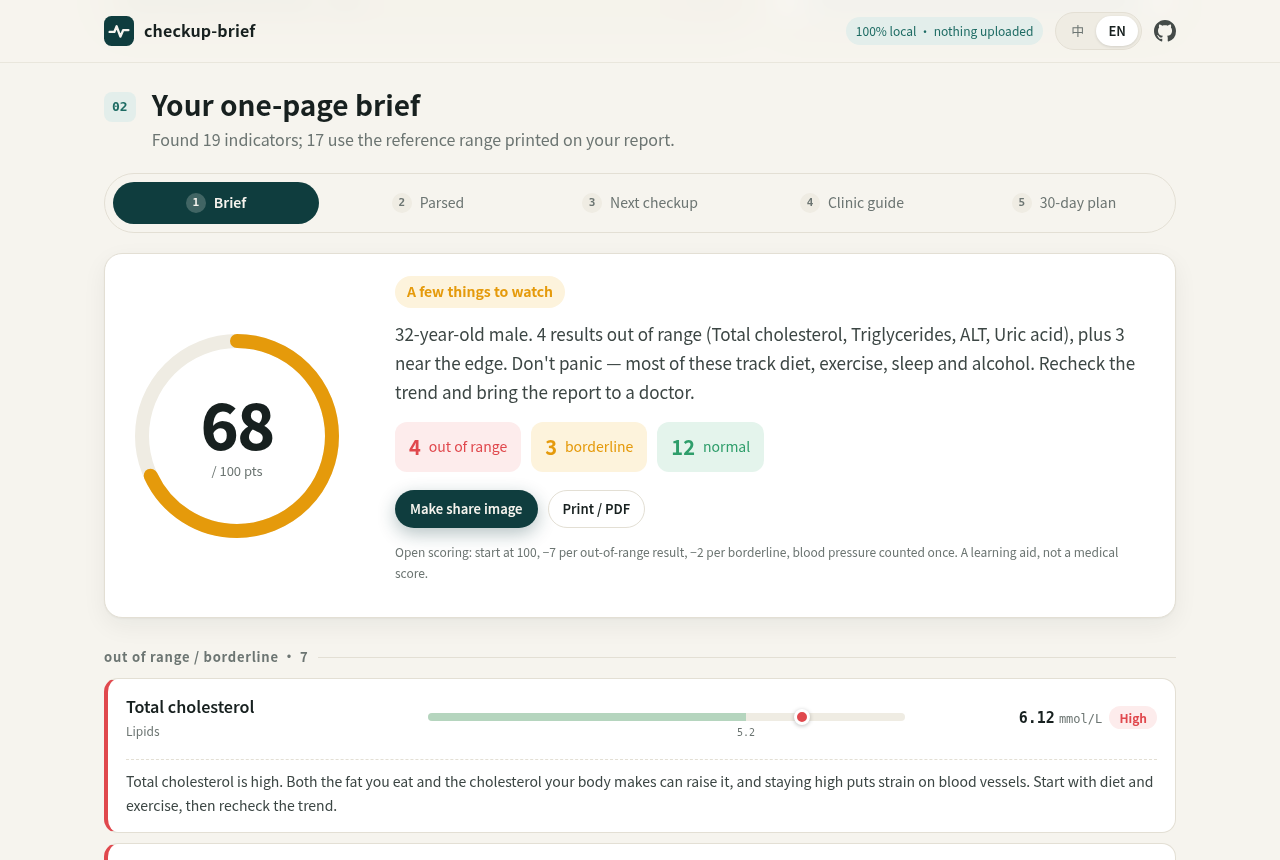 checkup-brief
100% local • nothing uploaded
中
EN
02
Your one-page brief
Found 19 indicators; 17 use the reference range printed on your report.
1 Brief
2 Parsed
3 Next checkup
4 Clinic guide
5 30-day plan
68
/ 100 pts
A few things to watch
32-year-old male. 4 results out of range (Total cholesterol, Triglycerides, ALT, Uric acid), plus 3
near the edge. Don't panic — most of these track diet, exercise, sleep and alcohol. Recheck the
trend and bring the report to a doctor.
4 out of range
3 borderline
12 normal
Make share image
Print / PDF
Open scoring: start at 100, −7 per out-of-range result, −2 per borderline, blood pressure counted once. A learning aid, not a medical
score.
out of range / borderline • 7
Total cholesterol
Lipids
5.2
6.12 mmol/L High
Total cholesterol is high. Both the fat you eat and the cholesterol your body makes can raise it, and staying high puts strain on blood vessels. Start with diet and
exercise, then recheck the trend.